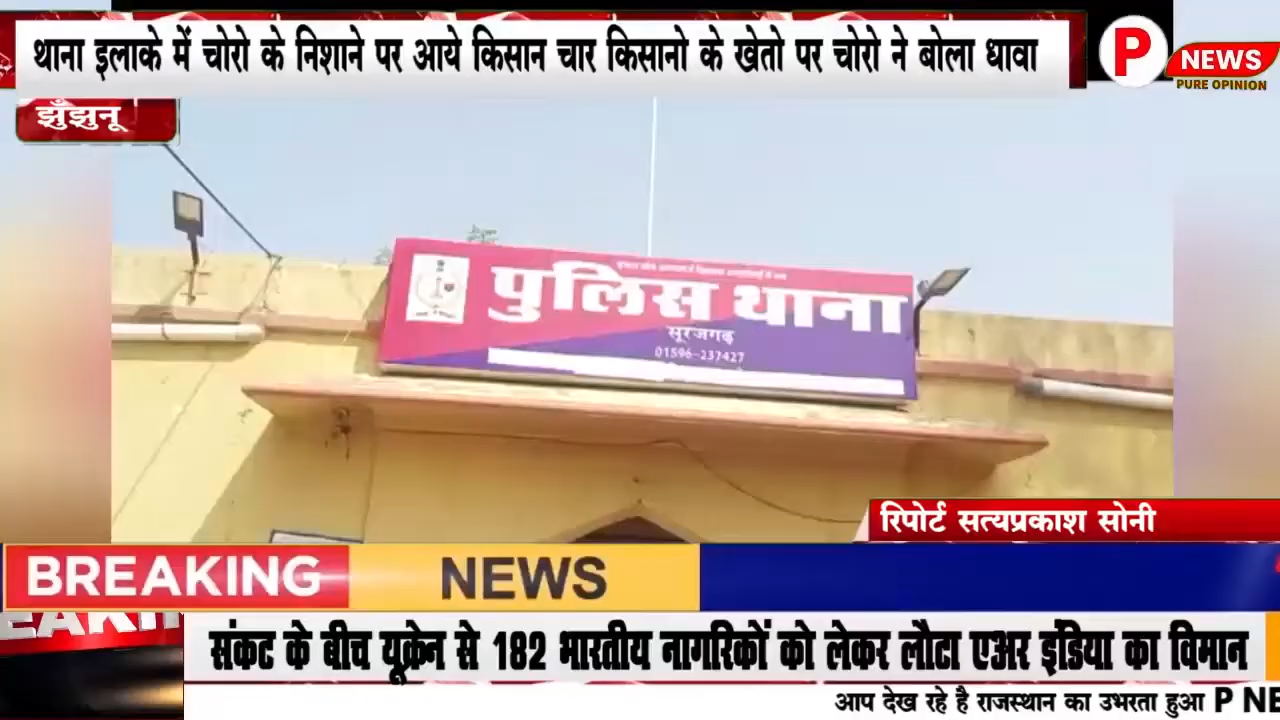 थाना इलाके में चोरो के निशाने पर आये किसान चार किसानो के खेतो पर चोरो ने बोला धावा
P NEWS
PURE OPINION
झुँझुनू
पुलिस थाना
सूरजगढ़
01596-237427
रिपोर्ट सत्यप्रकाश सोनी
BREAKING NEWS
संकट के बीच यूक्रेन से 182 भारतीय नागरिकों को लेकर लौटा एअर इंडिया का विमान
आप देख रहे है राजस्थान का उभरता हुआ P NE